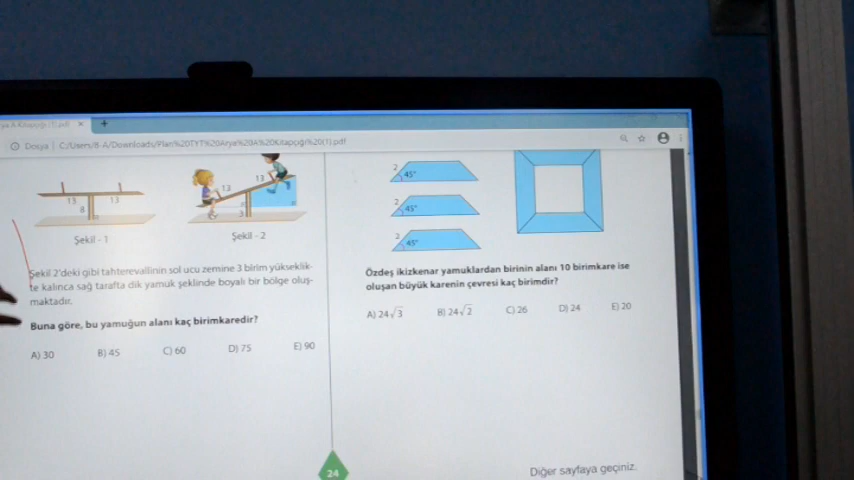 Dosya | C:/Users/8-A/Downloads/Plan%20TYT%20Arya%20A%20Kitapçığı%20(1).pdf
13 13
8
Şekil - 1
13
13
3
Şekil - 2
Şekil 2'deki gibi tahterevallinin sol ucu zemine 3 birim yükseklik-
te kalınca sağ tarafta dik yamuk şeklinde boyalı bir bölge oluş-
maktadır.
Buna göre, bu yamuğun alanı kaç birimkaredir?
A) 30 B) 45 C) 60 D) 75 E) 90
2
45°
2
45°
2
45°
Özdeş ikizkenar yamuklardan birinin alanı 10 birimkare ise
oluşan büyük karenin çevresi kaç birimdir?
A) 24√3 B) 24√2 C) 26 D) 24 E) 20
24
Diğer sayfaya geçiniz.